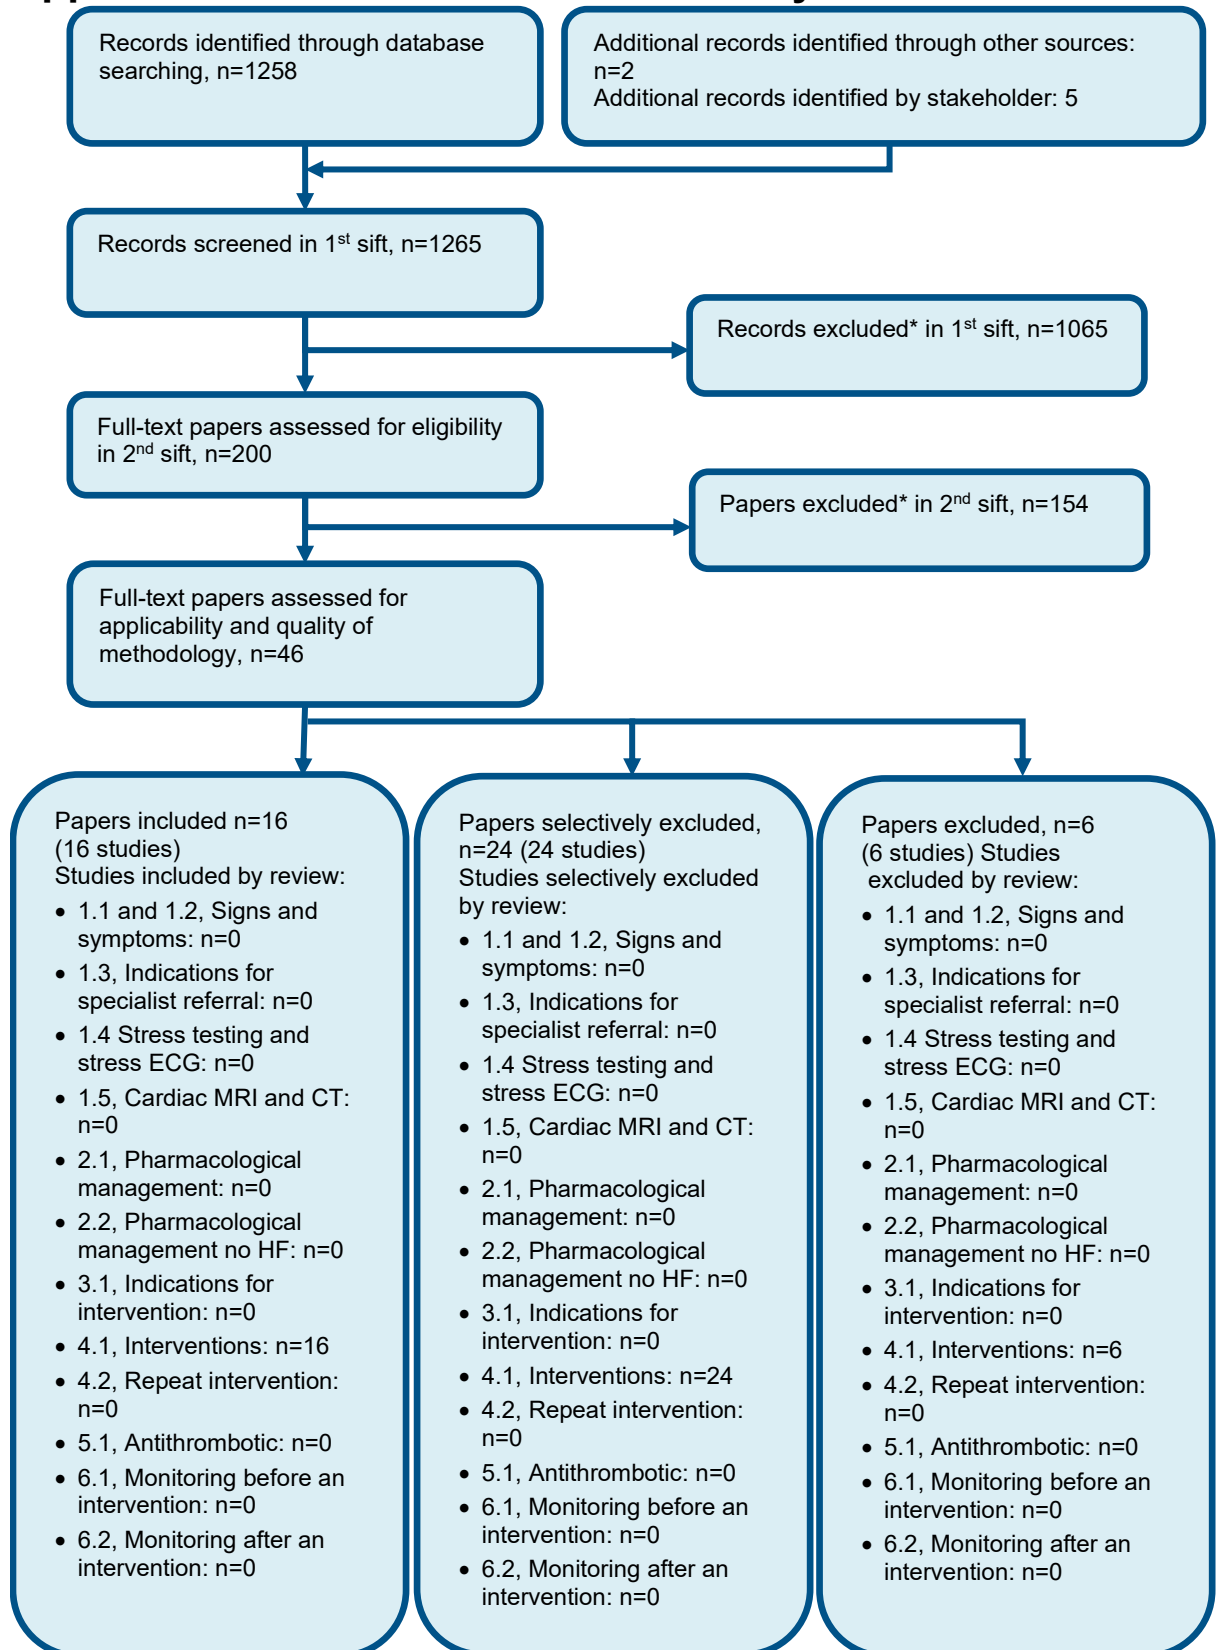 Records identified through database
searching, n=1258
Additional records identified through other sources:
n=2
Additional records identified by stakeholder: 5
Records screened in 1st sift, n=1265
Records excluded* in 1st sift, n=1065
Full-text papers assessed for eligibility
in 2nd sift, n=200
Papers excluded* in 2nd sift, n=154
Full-text papers assessed for
applicability and quality of
methodology, n=46
Papers included n=16
(16 studies)
Studies included by review:
• 1.1 and 1.2, Signs and
symptoms: n=0
• 1.3, Indications for
specialist referral: n=0
• 1.4 Stress testing and
stress ECG: n=0
• 1.5, Cardiac MRI and CT:
n=0
• 2.1, Pharmacological
management: n=0
• 2.2, Pharmacological
management no HF: n=0
• 3.1, Indications for
intervention: n=0
• 4.1, Interventions: n=16
• 4.2, Repeat intervention:
n=0
• 5.1, Antithrombotic: n=0
• 6.1, Monitoring before an
intervention: n=0
• 6.2, Monitoring after an
intervention: n=0
Papers selectively excluded,
n=24 (24 studies)
Studies selectively excluded
by review:
• 1.1 and 1.2, Signs and
symptoms: n=0
• 1.3, Indications for
specialist referral: n=0
• 1.4 Stress testing and
stress ECG: n=0
• 1.5, Cardiac MRI and CT:
n=0
• 2.1, Pharmacological
management: n=0
• 2.2, Pharmacological
management no HF: n=0
• 3.1, Indications for
intervention: n=0
• 4.1, Interventions: n=24
• 4.2, Repeat intervention:
n=0
• 5.1, Antithrombotic: n=0
• 6.1, Monitoring before an
intervention: n=0
• 6.2, Monitoring after an
intervention: n=0
Papers excluded, n=6
(6 studies) Studies
excluded by review:
• 1.1 and 1.2, Signs and
symptoms: n=0
• 1.3, Indications for
specialist referral: n=0
• 1.4 Stress testing and
stress ECG: n=0
• 1.5, Cardiac MRI and CT:
n=0
• 2.1, Pharmacological
management: n=0
• 2.2, Pharmacological
management no HF: n=0
• 3.1, Indications for
intervention: n=0
• 4.1, Interventions: n=6
• 4.2, Repeat intervention:
n=0
• 5.1, Antithrombotic: n=0
• 6.1, Monitoring before an
intervention: n=0
• 6.2, Monitoring after an
intervention: n=0